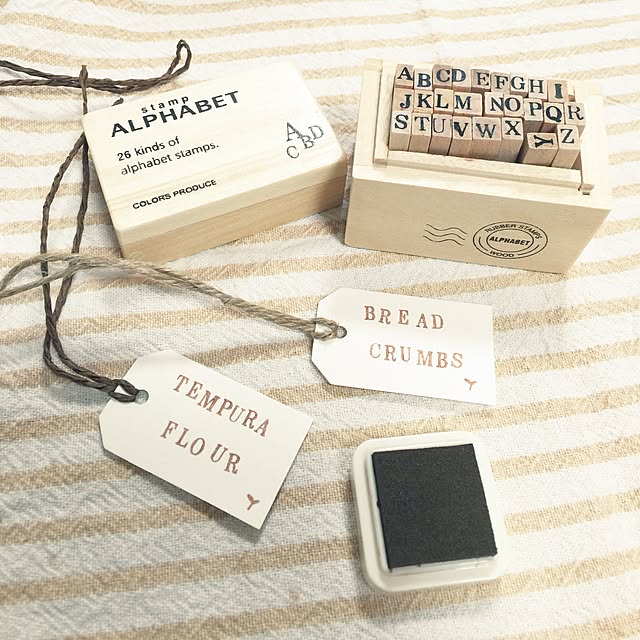 stamp
ALPHABET
26 kinds of
alphabet stamps.
COLORS PRODUCE
A
C B D
A B C D E F G H I
J K L M N O P Q R
S T U V W X Y Z
RUBBER STAMPS
ALPHABET
WOOD
BREAD
CRUMBS
Y
TEMPURA
FLOUR
Y